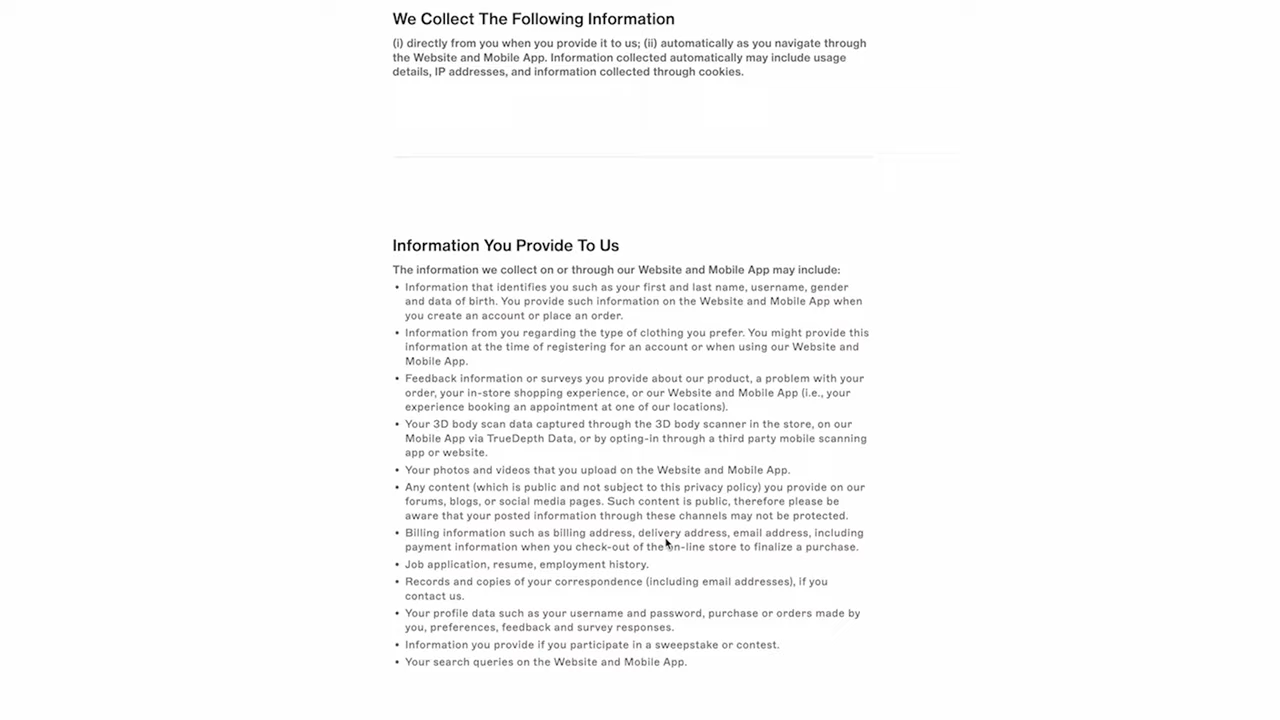 We Collect The Following Information
(i) directly from you when you provide it to us; (ii) automatically as you navigate through
the Website and Mobile App. Information collected automatically may include usage
details, IP addresses, and information collected through cookies.
Information You Provide To Us
The information we collect on or through our Website and Mobile App may include:
• Information that identifies you such as your first and last name, username, gender
and data of birth. You provide such information on the Website and Mobile App when
you create an account or place an order.
• Information from you regarding the type of clothing you prefer. You might provide this
information at the time of registering for an account or when using our Website and
Mobile App.
• Feedback information or surveys you provide about our product, a problem with your
order, your in-store shopping experience, or our Website and Mobile App (i.e., your
experience booking an appointment at one of our locations).
• Your 3D body scan data captured through the 3D body scanner in the store, on our
Mobile App via TrueDepth Data, or by opting-in through a third party mobile scanning
app or website.
• Your photos and videos that you upload on the Website and Mobile App.
• Any content (which is public and not subject to this privacy policy) you provide on our
forums, blogs, or social media pages. Such content is public, therefore please be
aware that your posted information through these channels may not be protected.
• Billing information such as billing address, delivery address, email address, including
payment information when you check-out of the on-line store to finalize a purchase.
• Job application, resume, employment history.
• Records and copies of your correspondence (including email addresses), if you
contact us.
• Your profile data such as your username and password, purchase or orders made by
you, preferences, feedback and survey responses.
• Information you provide if you participate in a sweepstake or contest.
• Your search queries on the Website and Mobile App.